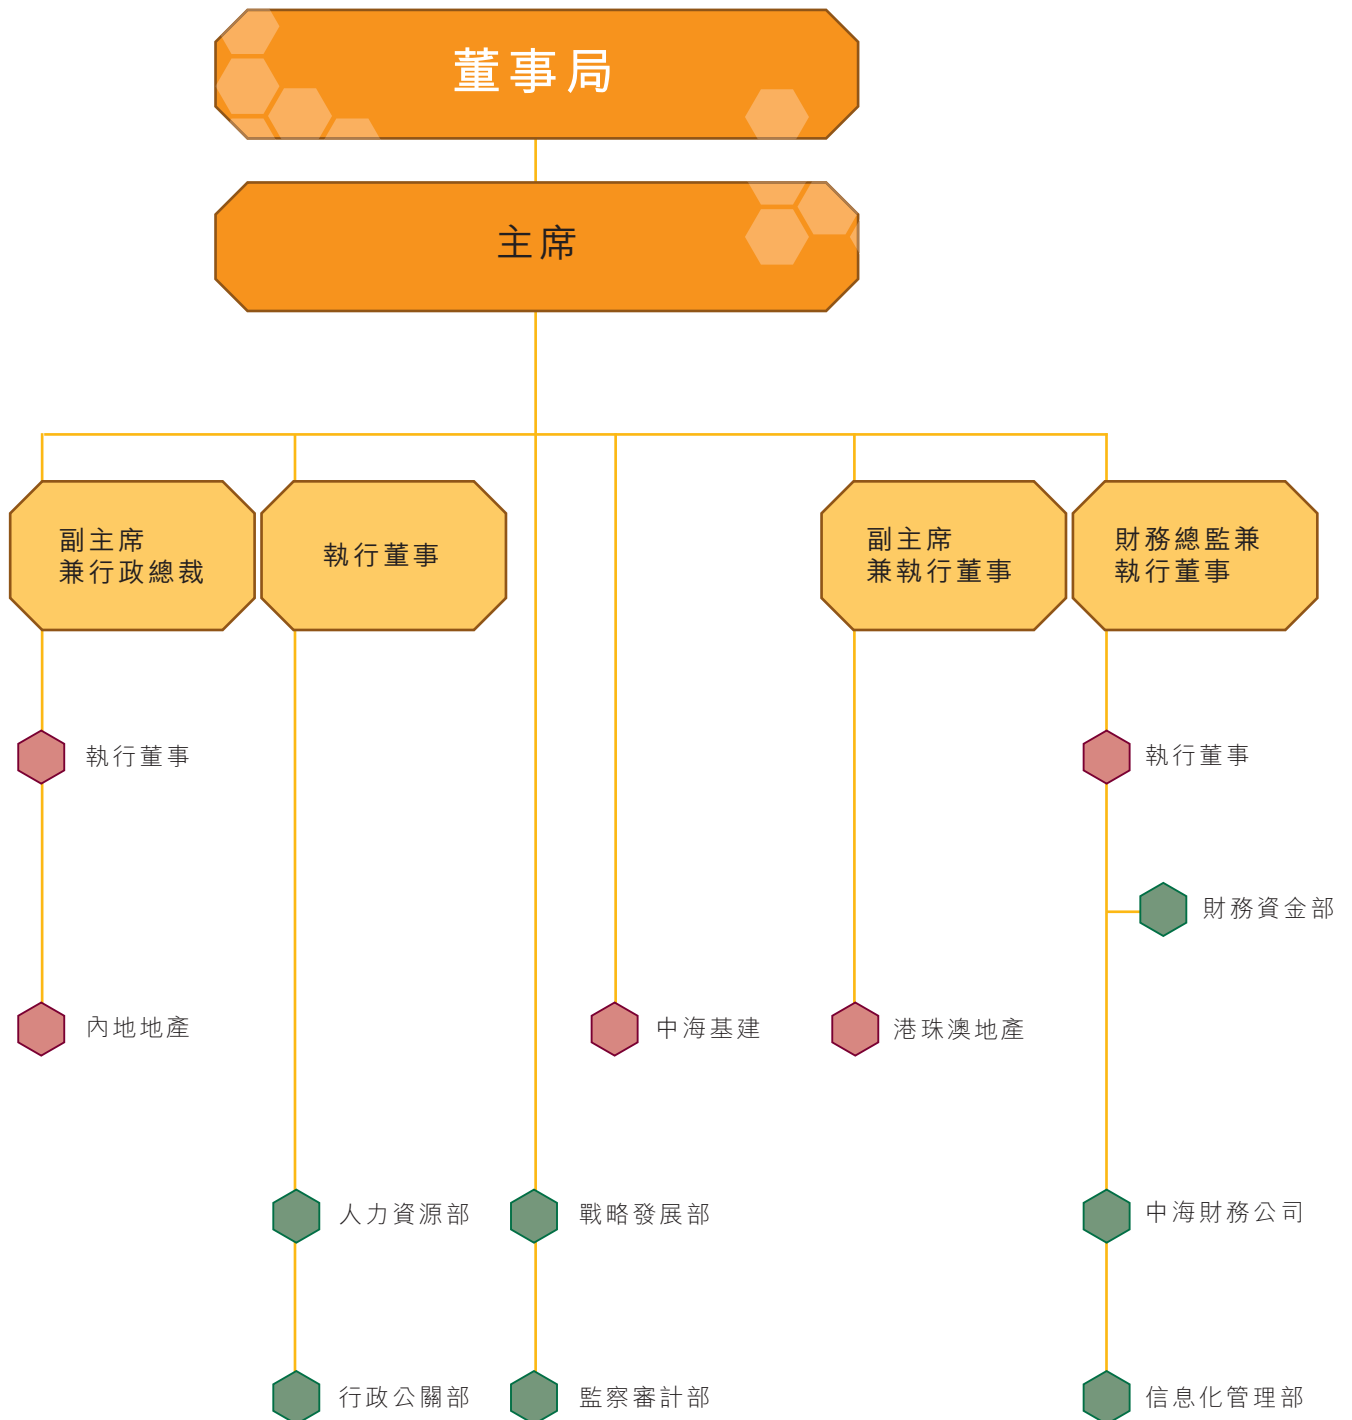 董事局
主席
副主席
兼行政總裁
執行董事
副主席
兼執行董事
財務總監兼
執行董事
執行董事
執行董事
財務資金部
內地地產
中海基建
港珠澳地產
人力資源部
戰略發展部
中海財務公司
行政公關部
監察審計部
信息化管理部